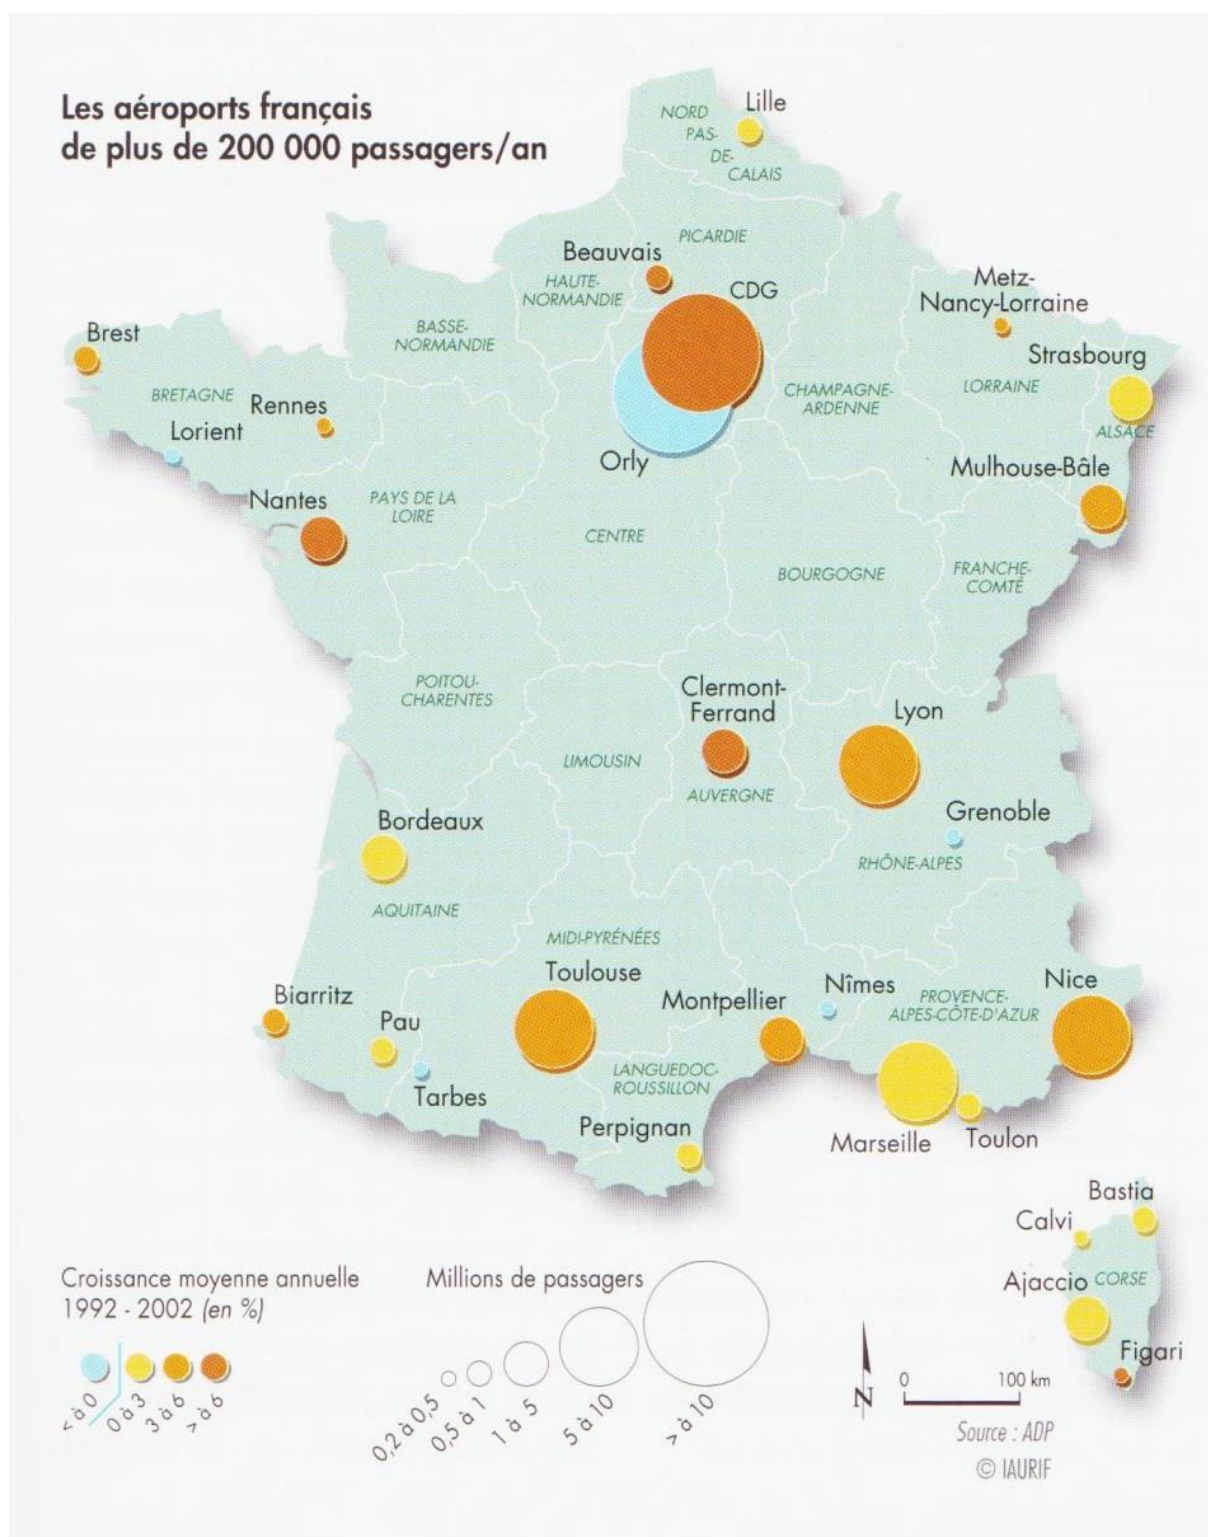 Les aéroports français
de plus de 200 000 passagers/an
Lille
NORD
PAS-
DE-
CALAIS
PICARDIE
Beauvais
CDG
HAUTE-
NORMANDIE
Metz-
Nancy-Lorraine
Brest
BASSE-
NORMANDIE
Strasbourg
BRETAGNE
Rennes
CHAMPAGNE-
ARDENNE
LORRAINE
Lorient
ALSACE
Orly
Mulhouse-Bâle
Nantes
PAYS DE LA
LOIRE
CENTRE
BOURGOGNE
FRANCHE-
COMTÉ
POITOU-
CHARENTES
Clermont-
Ferrand
Lyon
LIMOUSIN
AUVERGNE
Bordeaux
Grenoble
RHÔNE-ALPES
AQUITAINE
MIDI-PYRÉNÉES
Toulouse
Biarritz
Montpellier
Nîmes
PROVENCE-
ALPES-CÔTE-D'AZUR
Nice
Pau
Tarbes
LANGUEDOC-
ROUSSILLON
Perpignan
Marseille
Toulon
Bastia
Calvi
Ajaccio
CORSE
Figari
Croissance moyenne annuelle
1992 - 2002 (en %)
< à 0
0 à 3
3 à 6
> à 6
Millions de passagers
0,2 à 0,5
0,5 à 1
1 à 5
5 à 10
> à 10
N
0 100 km
Source : ADP
© IAURIF